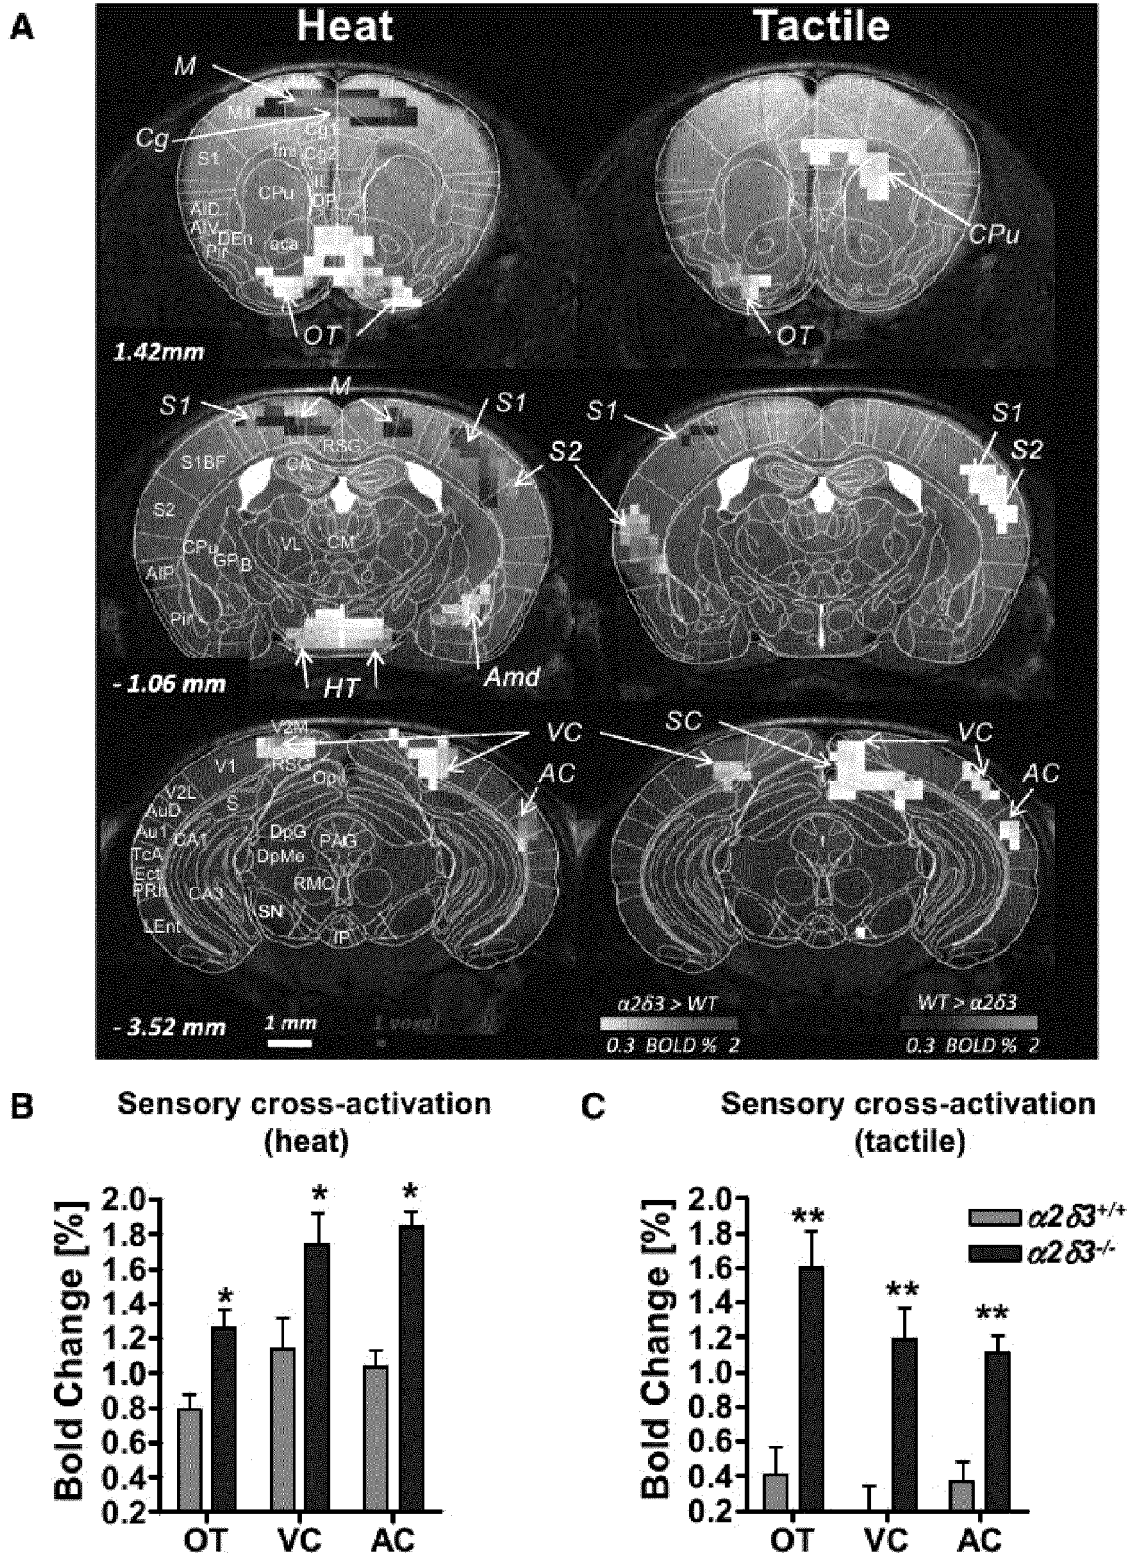 A
Heat
Tactile
M
M1
Cg
Cg1
S1
Cg2
CPu
IL
DP
AID
AIV
DEn
Pir
aca
CPu
OT
OT
1.42mm
M
S1
S1
S1
S1
S2
S2
RSG
S1BF
CA
S2
VL
CM
CPu
GP
B
AIP
Pir
HT
Amd
- 1.06 mm
V2M
VC
SC
VC
V1
RSG
AC
AC
V2L
S
AuD
Au1
CA1
DpG
PAG
TcA
DpMe
Ect
PRh
CA3
RMC
SN
LEnt
IP
α2δ3 > WT
WT > α2δ3
- 3.52 mm
1 mm
1 voxel
0.3 BOLD % 2
0.3 BOLD % 2
B
Sensory cross-activation
(heat)
Bold Change [%]
2.0
1.8
1.6
1.4
1.2
1.0
0.8
0.6
0.4
0.2
*
*
*
OT
VC
AC
C
Sensory cross-activation
(tactile)
Bold Change [%]
2.0
1.8
1.6
1.4
1.2
1.0
0.8
0.6
0.4
0.2
**
**
**
α2δ3+/+
α2δ3-/-
OT
VC
AC